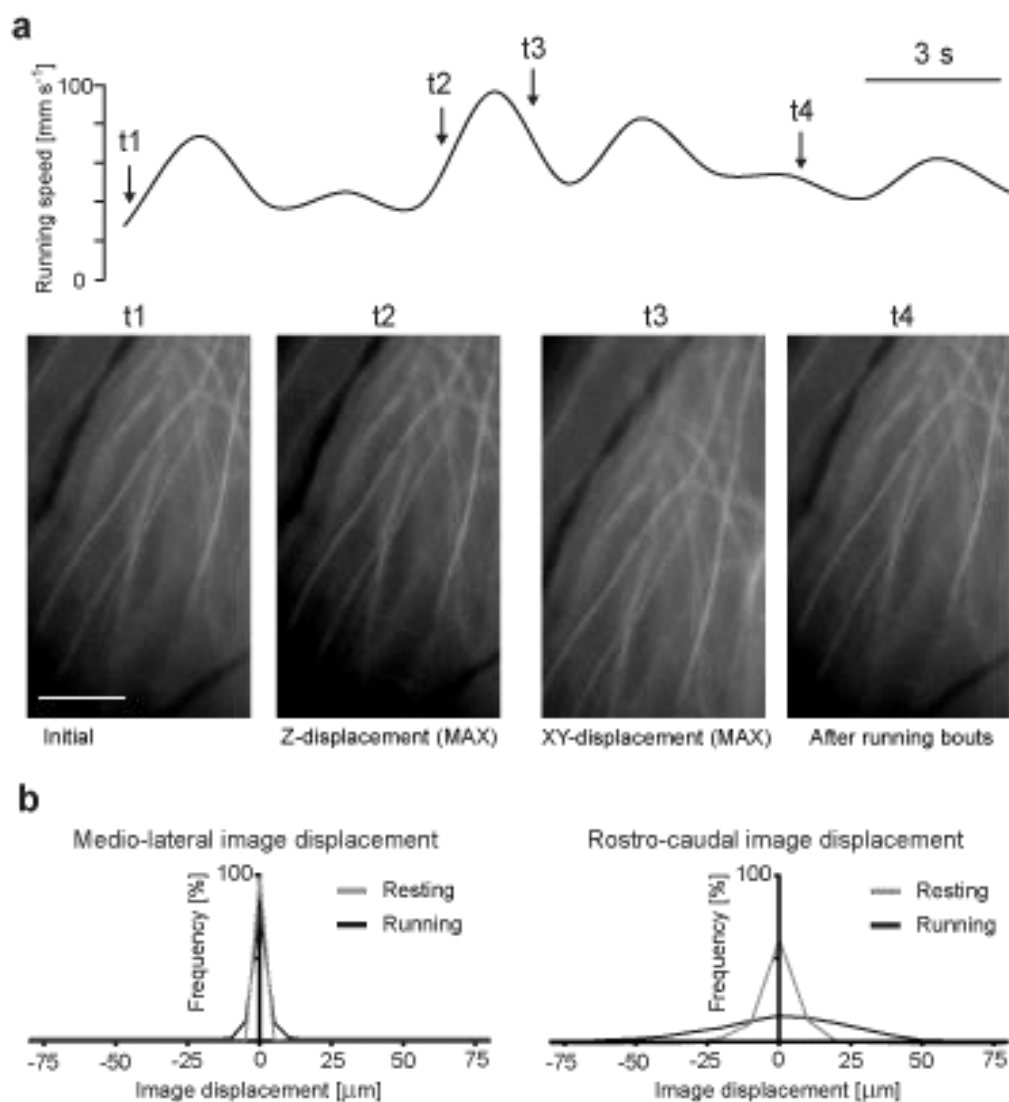 a
t1
t2
t3
t4
3 s
Running speed [mm s⁻¹]
100
0
t1
t2
t3
t4
Initial
Z-displacement (MAX)
XY-displacement (MAX)
After running bouts
b
Medio-lateral image displacement
Frequency [%]
100
Resting
Running
-75 -50 -25 0 25 50 75
Image displacement [µm]
Rostro-caudal image displacement
Frequency [%]
100
Resting
Running
-75 -50 -25 0 25 50 75
Image displacement [µm]